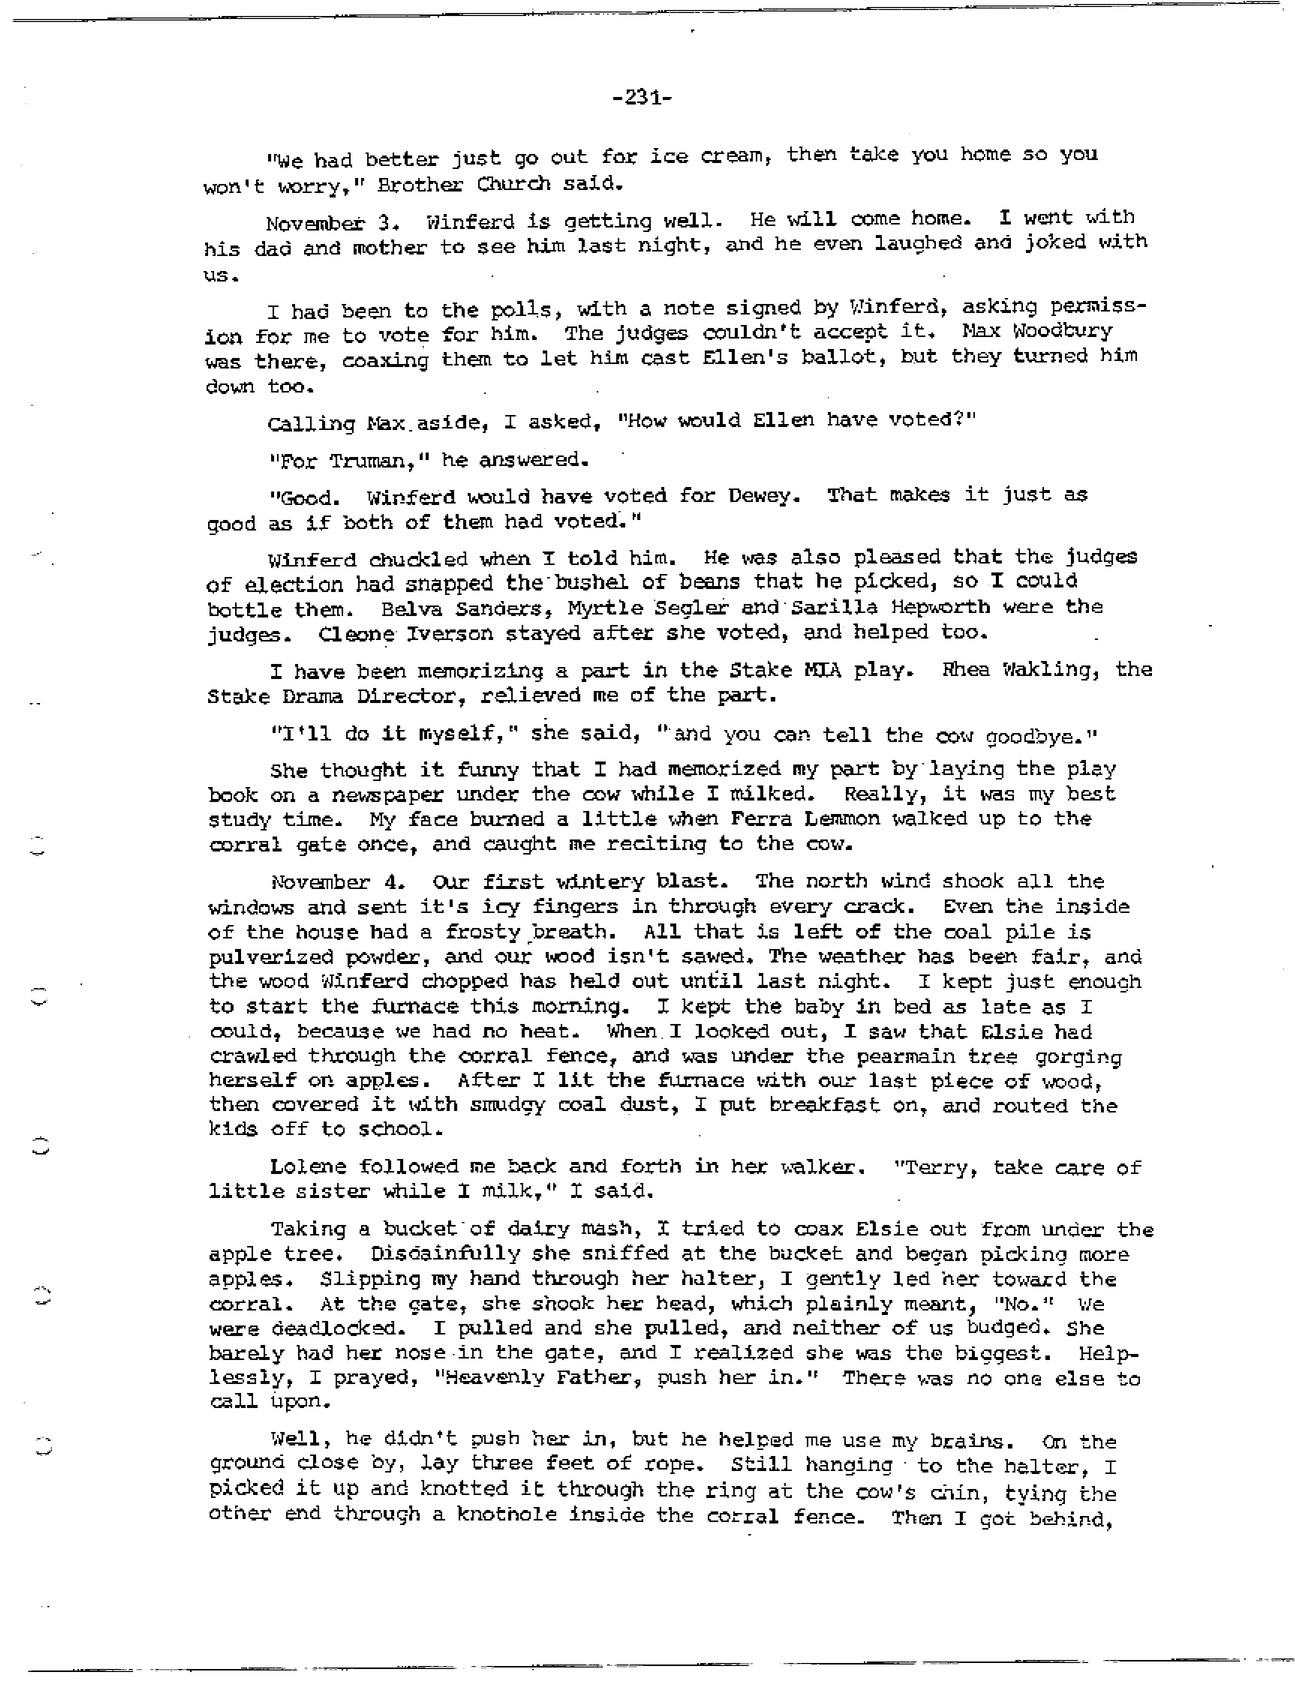 -231-
"We had better just go out for ice cream, then take you home so you
won't worry," Brother Church said.
November 3. Winferd is getting well. He will come home. I went with
his dad and mother to see him last night, and he even laughed and joked with
us.
I had been to the polls, with a note signed by Winferd, asking permiss-
ion for me to vote for him. The judges couldn't accept it. Max Woodbury
was there, coaxing them to let him cast Ellen's ballot, but they turned him
down too.
Calling Max aside, I asked, "How would Ellen have voted?"
"For Truman," he answered.
"Good. Winferd would have voted for Dewey. That makes it just as
good as if both of them had voted."
Winferd chuckled when I told him. He was also pleased that the judges
of election had snapped the bushel of beans that he picked, so I could
bottle them. Belva Sanders, Myrtle Segler and Sarilla Hepworth were the
judges. Cleone Iverson stayed after she voted, and helped too.
I have been memorizing a part in the Stake MIA play. Rhea Wakling, the
Stake Drama Director, relieved me of the part.
"I'll do it myself," she said, "and you can tell the cow goodbye."
She thought it funny that I had memorized my part by laying the play
book on a newspaper under the cow while I milked. Really, it was my best
study time. My face burned a little when Ferra Lemmon walked up to the
corral gate once, and caught me reciting to the cow.
November 4. Our first wintery blast. The north wind shook all the
windows and sent it's icy fingers in through every crack. Even the inside
of the house had a frosty breath. All that is left of the coal pile is
pulverized powder, and our wood isn't sawed. The weather has been fair, and
the wood Winferd chopped has held out until last night. I kept just enough
to start the furnace this morning. I kept the baby in bed as late as I
could, because we had no heat. When I looked out, I saw that Elsie had
crawled through the corral fence, and was under the pearmain tree gorging
herself on apples. After I lit the furnace with our last piece of wood,
then covered it with smudgy coal dust, I put breakfast on, and routed the
kids off to school.
Lolene followed me back and forth in her walker. "Terry, take care of
little sister while I milk," I said.
Taking a bucket of dairy mash, I tried to coax Elsie out from under the
apple tree. Disdainfully she sniffed at the bucket and began picking more
apples. Slipping my hand through her halter, I gently led her toward the
corral. At the gate, she shook her head, which plainly meant, "No." We
were deadlocked. I pulled and she pulled, and neither of us budged. She
barely had her nose in the gate, and I realized she was the biggest. Help-
lessly, I prayed, "Heavenly Father, push her in." There was no one else to
call upon.
Well, he didn't push her in, but he helped me use my brains. On the
ground close by, lay three feet of rope. Still hanging to the halter, I
picked it up and knotted it through the ring at the cow's chin, tying the
other end through a knothole inside the corral fence. Then I got behind,